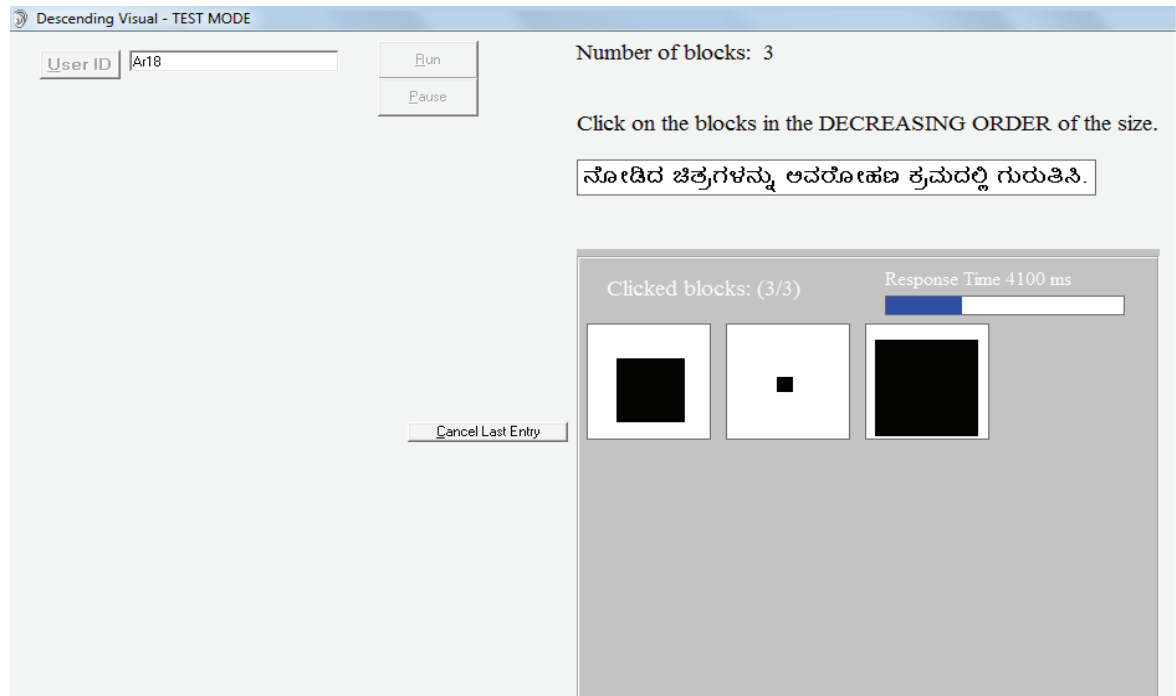 Descending Visual - TEST MODE
User ID
Ar18
Run
Pause
Number of blocks: 3
Click on the blocks in the DECREASING ORDER of the size.
ನೋಡಿದ ಚಿತ್ರಗಳನ್ನು ಅವರೋಹಣ ಕ್ರಮದಲ್ಲಿ ಗುರುತಿಸಿ.
Clicked blocks: (3/3)
Response Time 4100 ms
Cancel Last Entry